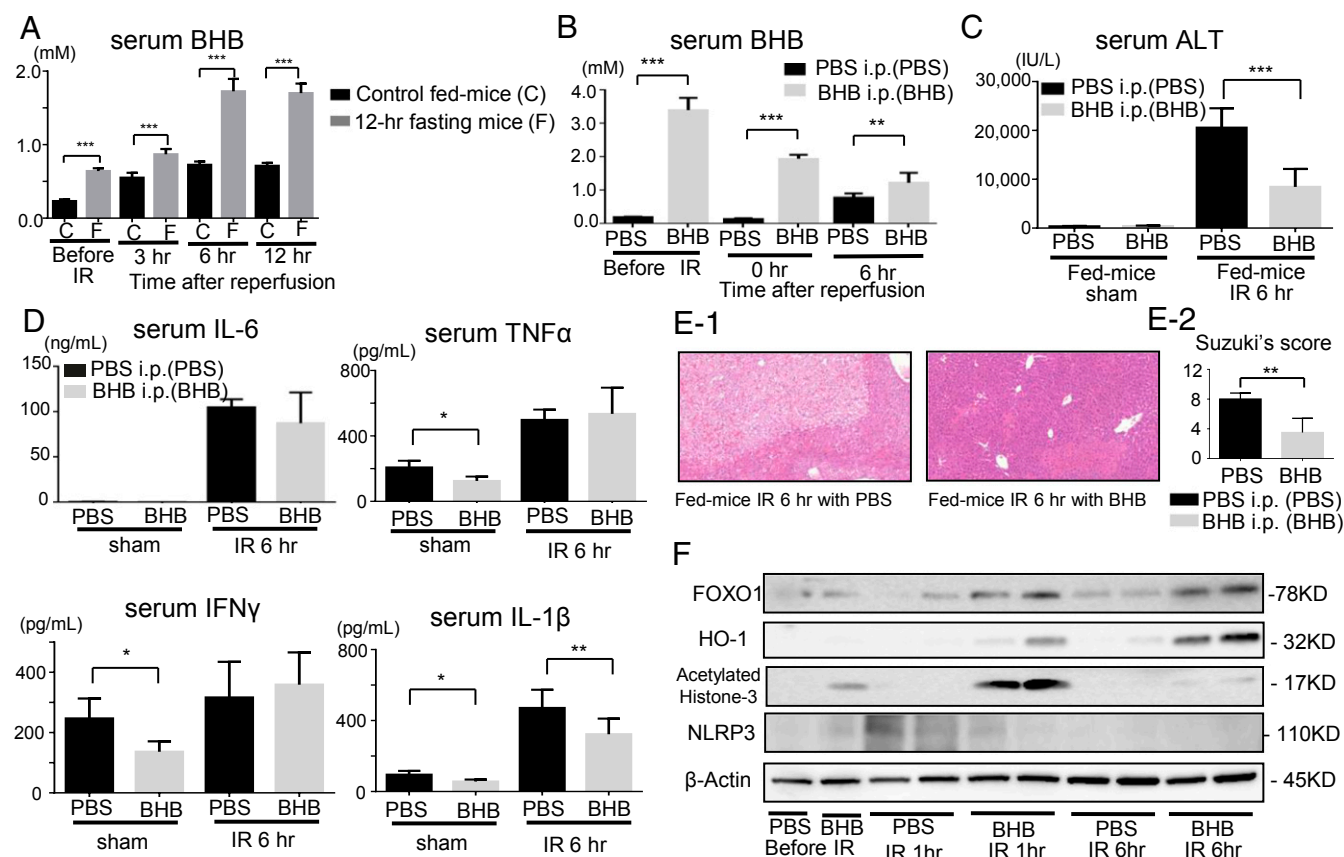 A
serum BHB
(mM)
2.0
1.0
0.0
***
***
***
***
Control fed-mice (C)
12-hr fasting mice (F)
C F C F C F C F
Before IR
3 hr
6 hr
12 hr
Time after reperfusion
B
serum BHB
(mM)
4.0
3.0
2.0
1.0
0.0
***
***
**
PBS i.p.(PBS)
BHB i.p.(BHB)
PBS BHB PBS BHB PBS BHB
Before IR
0 hr
6 hr
Time after reperfusion
C
serum ALT
(IU/L)
30,000
20,000
10,000
0
***
PBS i.p.(PBS)
BHB i.p.(BHB)
PBS BHB PBS BHB
Fed-mice
sham
Fed-mice
IR 6 hr
D
serum IL-6
(ng/mL)
150
100
50
0
PBS i.p.(PBS)
BHB i.p.(BHB)
PBS BHB PBS BHB
sham
IR 6 hr
serum TNFα
(pg/mL)
800
400
0
*
PBS BHB PBS BHB
sham
IR 6 hr
serum IFNγ
(pg/mL)
400
200
0
*
PBS BHB PBS BHB
sham
IR 6 hr
serum IL-1β
(pg/mL)
800
400
0
*
**
PBS BHB PBS BHB
sham
IR 6 hr
E-1
Fed-mice IR 6 hr with PBS
Fed-mice IR 6 hr with BHB
E-2
Suzuki's score
12
8
4
0
**
PBS BHB
PBS i.p. (PBS)
BHB i.p. (BHB)
F
FOXO1 -78KD
HO-1 - 32KD
Acetylated
Histone-3 - 17KD
NLRP3 - 110KD
β-Actin - 45KD
PBS BHB PBS BHB PBS BHB
Before IR IR 1hr IR 1hr IR 6hr IR 6hr